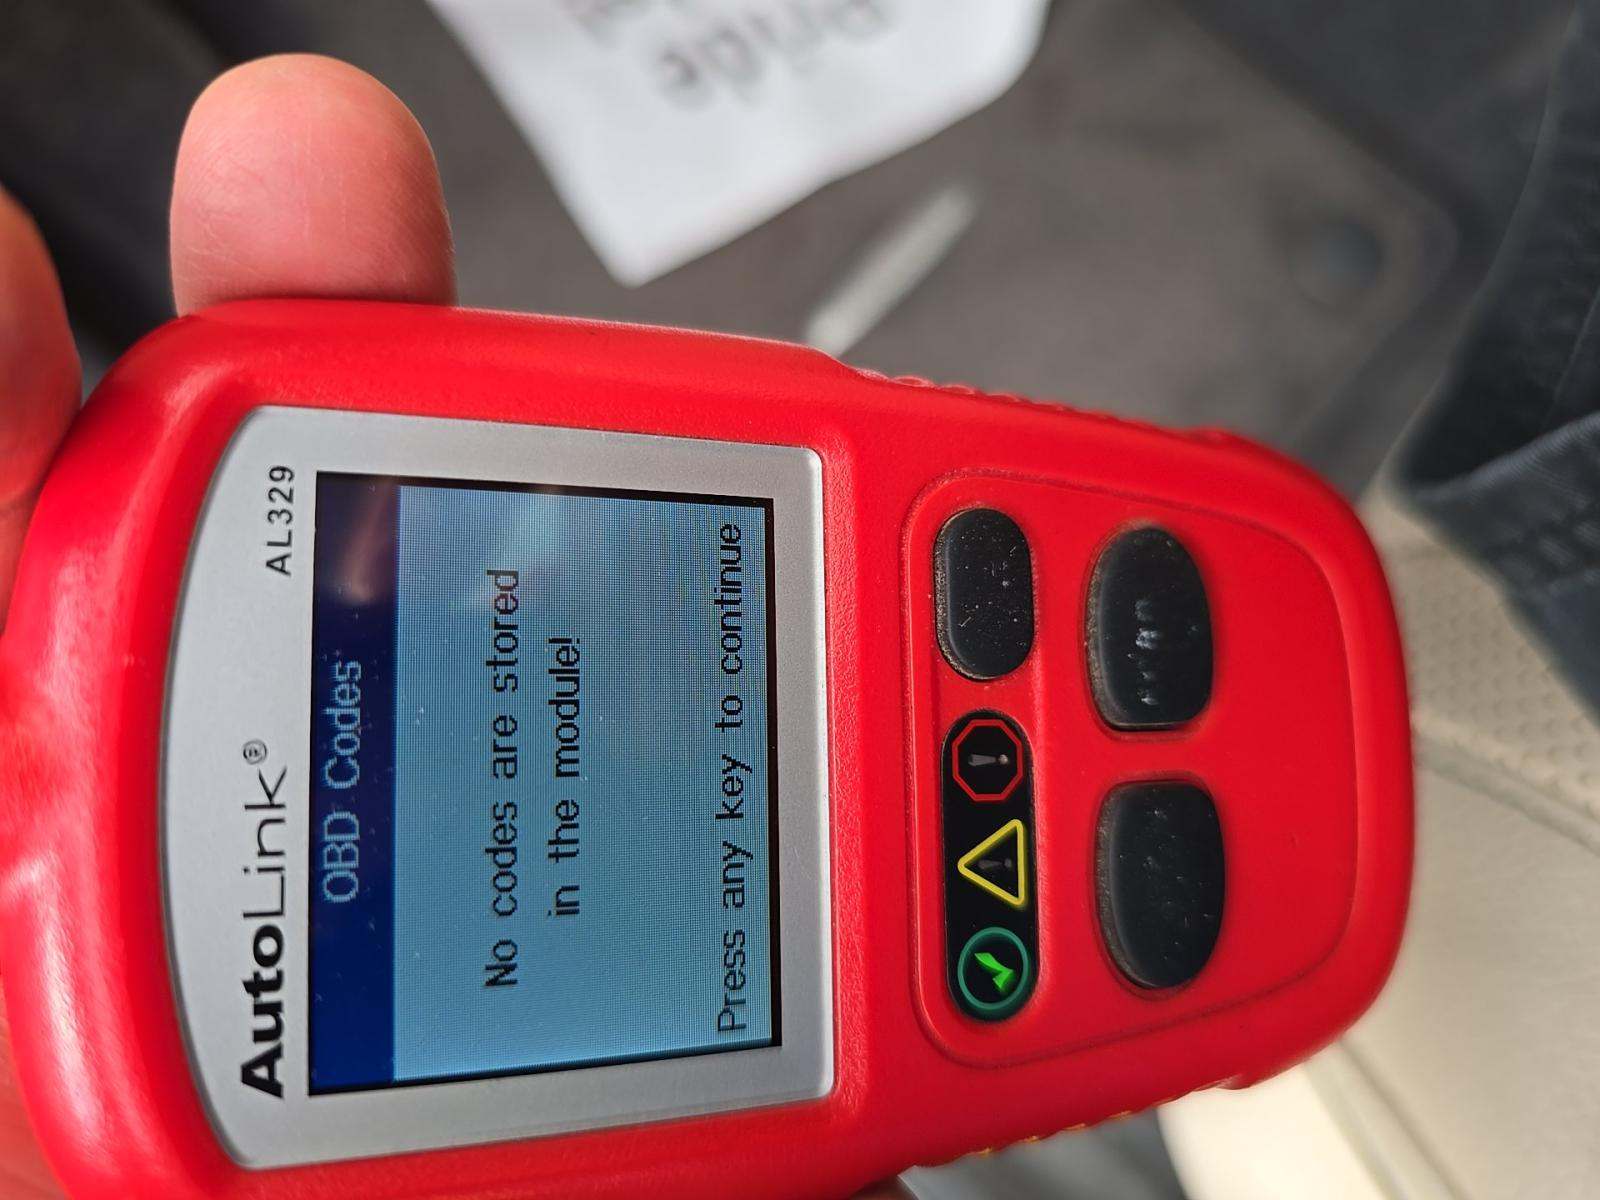 AutoLink®
AL329
OBD Codes
No codes are stored
in the module!
Press any key to continue